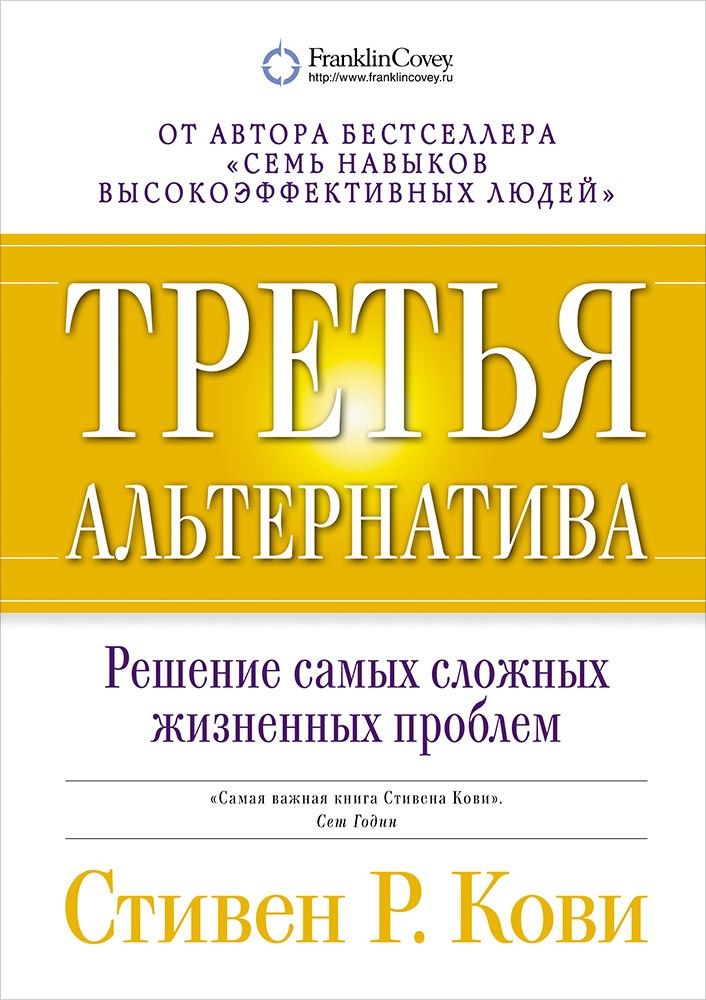 FranklinCovey
http://www.franklincovey.ru
ОТ АВТОРА БЕСТСЕЛЛЕРА
«СЕМЬ НАВЫКОВ
ВЫСОКОЭФФЕКТИВНЫХ ЛЮДЕЙ»
ТРЕТЬЯ
АЛЬТЕРНАТИВА
Решение самых сложных
жизненных проблем
«Самая важная книга Стивена Кови».
Сет Годин
Стивен Р. Кови